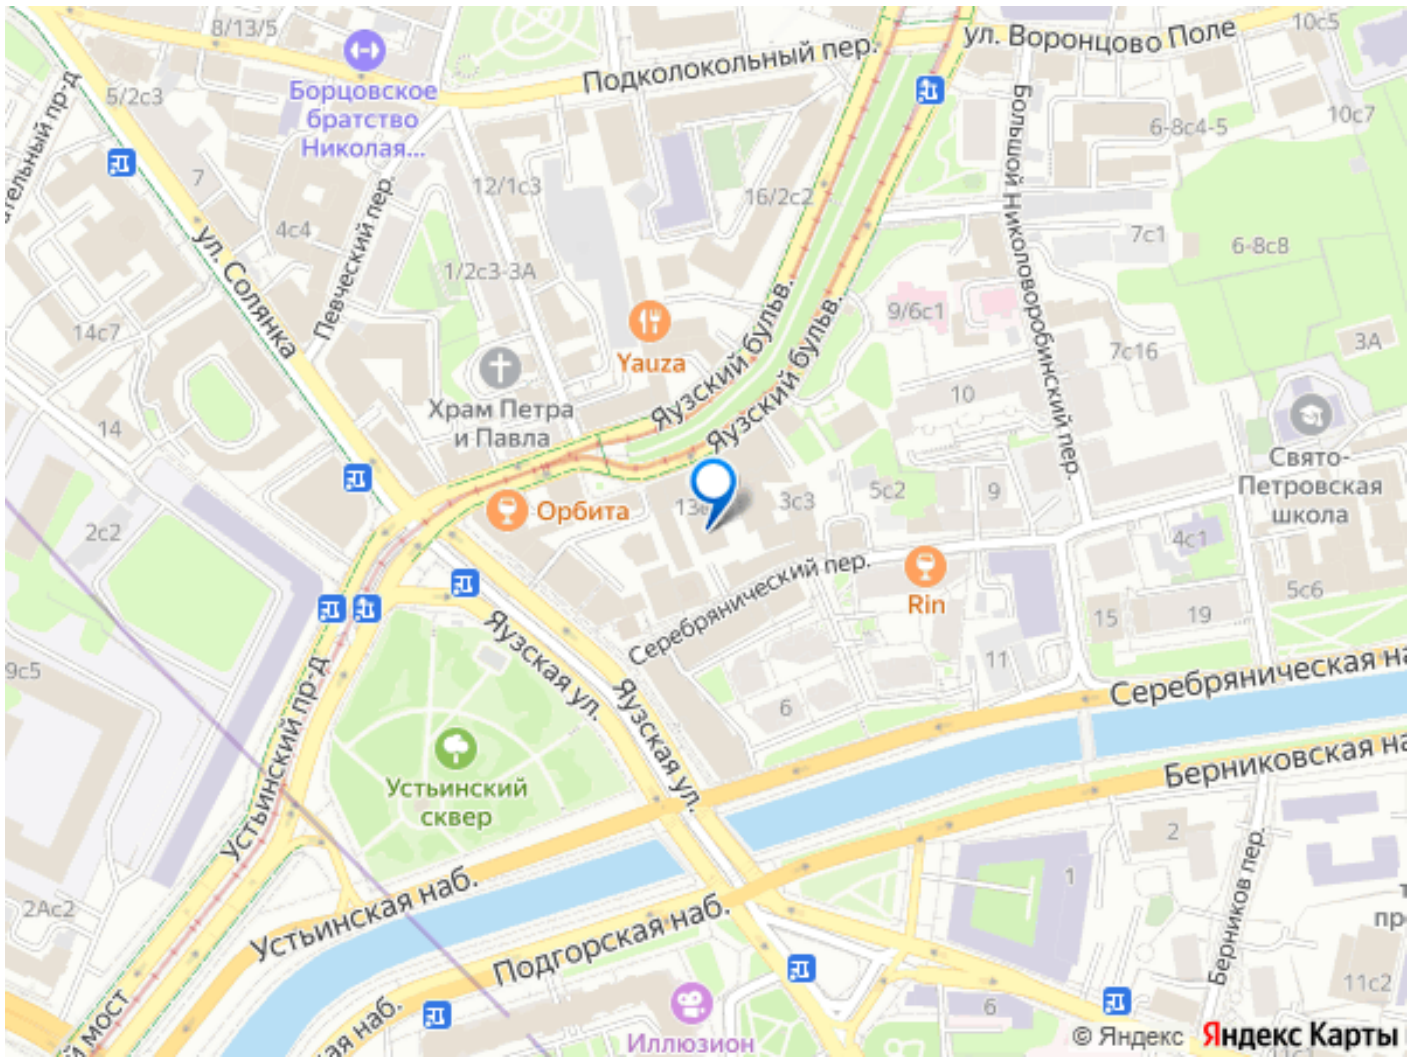 8/13/5
10с5
ул. Воронцово Поле
Подколокольный пер.
5/2с3
Борцовское
братство
Николая...
10с7
6-8с4-5
Большой Николоворобинский пер.
7
12/1с3
16/2с2
Певческий пер.
4с4
7с1
6-8с8
ул. Солянка
1/2с3-3А
9/6с1
Yauza
Яузский бульв.
Яузский бульв.
14с7
3А
7с16
10
Храм Петра
и Павла
14
Свято-
Петровская
школа
Орбита
3с3
5с2
9
2с2
4с1
Серебрянический пер.
Rin
5с6
15
19
Яузская ул.
Яузская ул.
11
9с5
6
Серебряническая на
Устьинский пр-д
Устьинский
сквер
Берниковская на
2
1
Берников пер.
2Ас2
Устьинская наб.
Подгорская наб.
11с2
6
Иллюзион
© Яндекс
Яндекс Карты